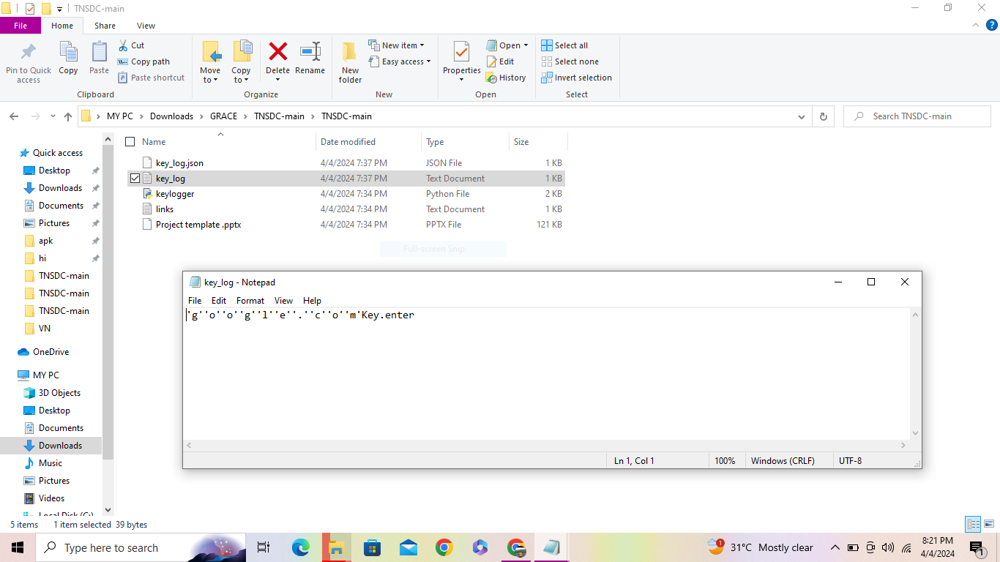 TNSDC-main
File Home Share View
Pin to Quick access
Copy
Paste
Cut
Copy path
Paste shortcut
Clipboard
Move to
Copy to
Delete
Rename
Organize
New folder
New item
Easy access
New
Properties
Open
Edit
History
Open
Select all
Select none
Invert selection
Select
MY PC › Downloads › GRACE › TNSDC-main › TNSDC-main
Search TNSDC-main
Name Date modified Type Size
key_log.json 4/4/2024 7:37 PM JSON File 1 KB
key_log 4/4/2024 7:37 PM Text Document 1 KB
keylogger 4/4/2024 7:34 PM Python File 2 KB
links 4/4/2024 7:34 PM Text Document 1 KB
Project template .pptx 4/4/2024 7:34 PM PPTX File 121 KB
Full-screen Snip
Quick access
Desktop
Downloads
Documents
Pictures
apk
hi
TNSDC-main
TNSDC-main
TNSDC-main
VN
OneDrive
MY PC
3D Objects
Desktop
Documents
Downloads
Music
Pictures
Videos
Local Disk (C:)
key_log - Notepad
File Edit Format View Help
'g''o''o''g''l''e''.''c''o''m'Key.enter
Ln 1, Col 1 100% Windows (CRLF) UTF-8
5 items 1 item selected 39 bytes
Type here to search
1
31°C Mostly clear
8:21 PM
4/4/2024
1